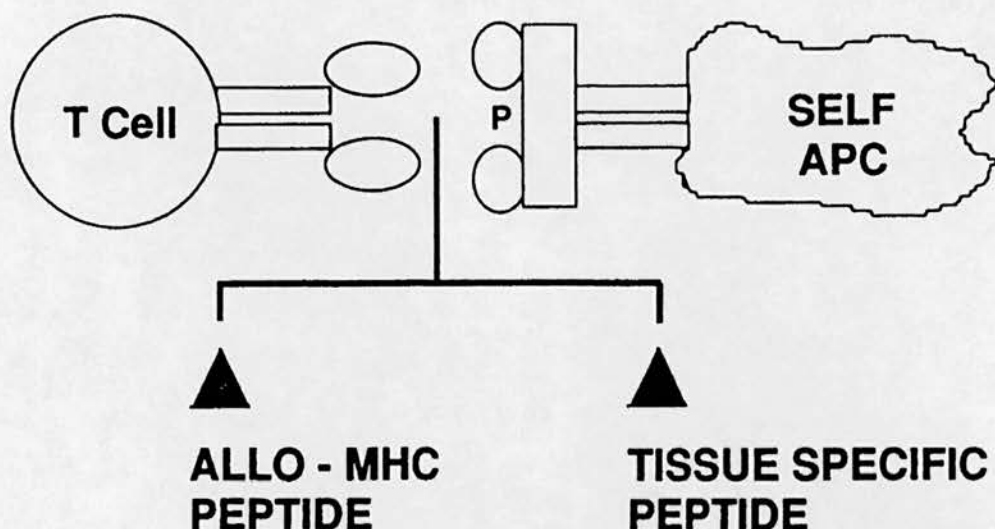 T Cell
P
SELF
APC
ALLO - MHC
PEPTIDE
TISSUE SPECIFIC
PEPTIDE